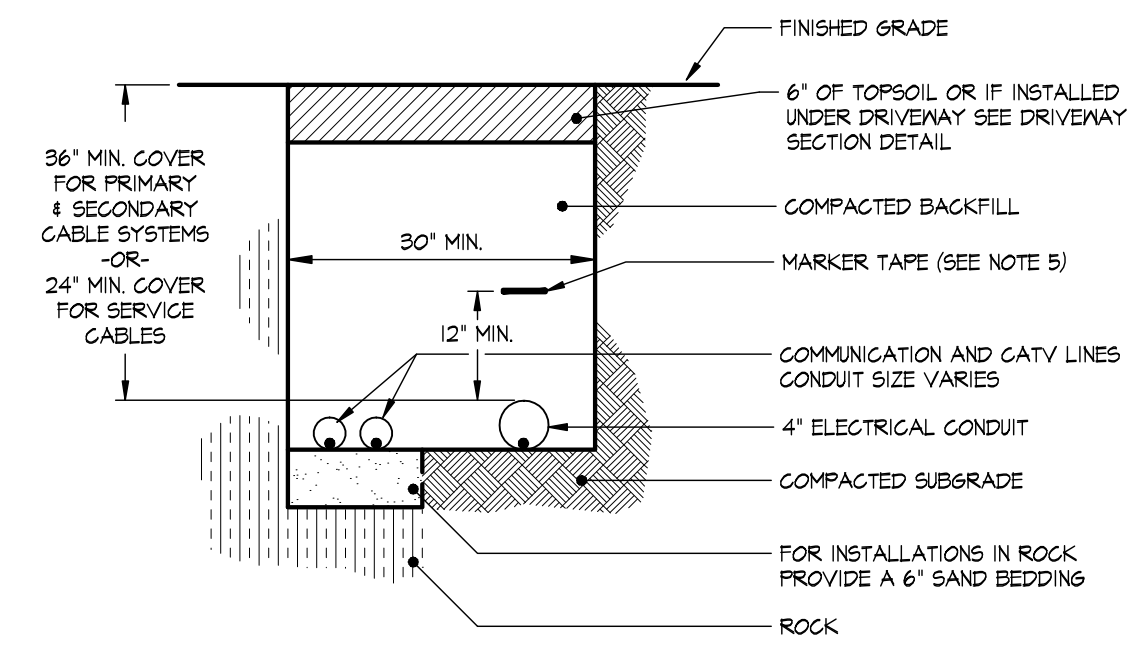 FINISHED GRADE
6" OF TOPSOIL OR IF INSTALLED
UNDER DRIVEWAY SEE DRIVEWAY
SECTION DETAIL
36" MIN. COVER
FOR PRIMARY
& SECONDARY
CABLE SYSTEMS
-OR-
24" MIN. COVER
FOR SERVICE
CABLES
COMPACTED BACKFILL
30" MIN.
MARKER TAPE (SEE NOTE 5)
12" MIN.
COMMUNICATION AND CATV LINES
CONDUIT SIZE VARIES
4" ELECTRICAL CONDUIT
COMPACTED SUBGRADE
FOR INSTALLATIONS IN ROCK
PROVIDE A 6" SAND BEDDING
ROCK